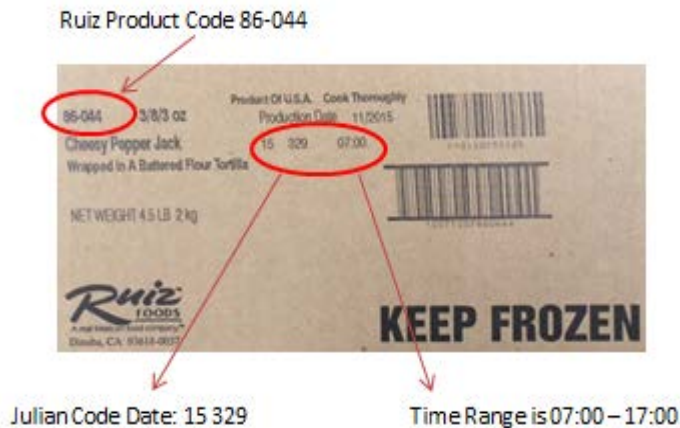 Ruiz Product Code 86-044
Product Of U.S.A. Cook Thoroughly
86-044 3/8/3 oz Production Date 11/2015
Cheesy Pepper Jack 15 329 07:00
Wrapped In A Battered Flour Tortilla
NET WEIGHT 4.5 LB 2 kg
Ruiz
FOODS
KEEP FROZEN
Dinuba, CA
Julian Code Date: 15 329 Time Range is 07:00 – 17:00